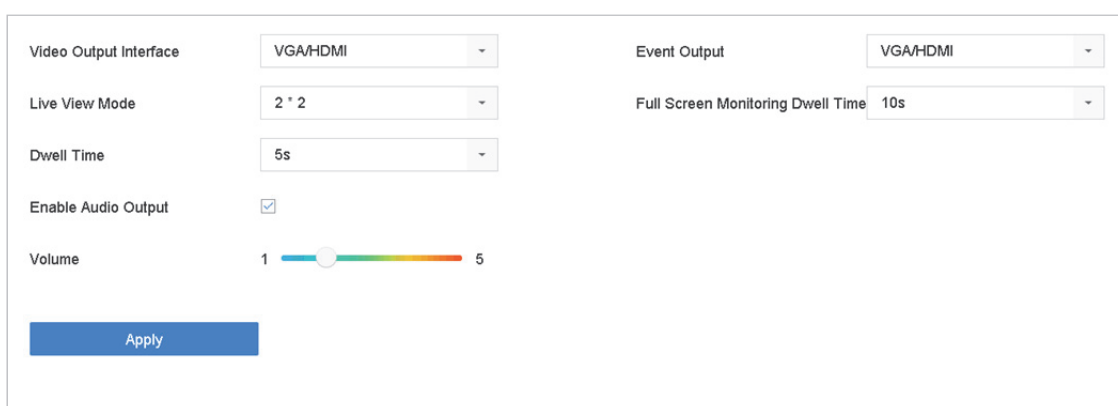 Video Output Interface VGA/HDMI Event Output VGA/HDMI
Live View Mode 2 * 2 Full Screen Monitoring Dwell Time 10s
Dwell Time 5s
Enable Audio Output
Volume 1 5
Apply